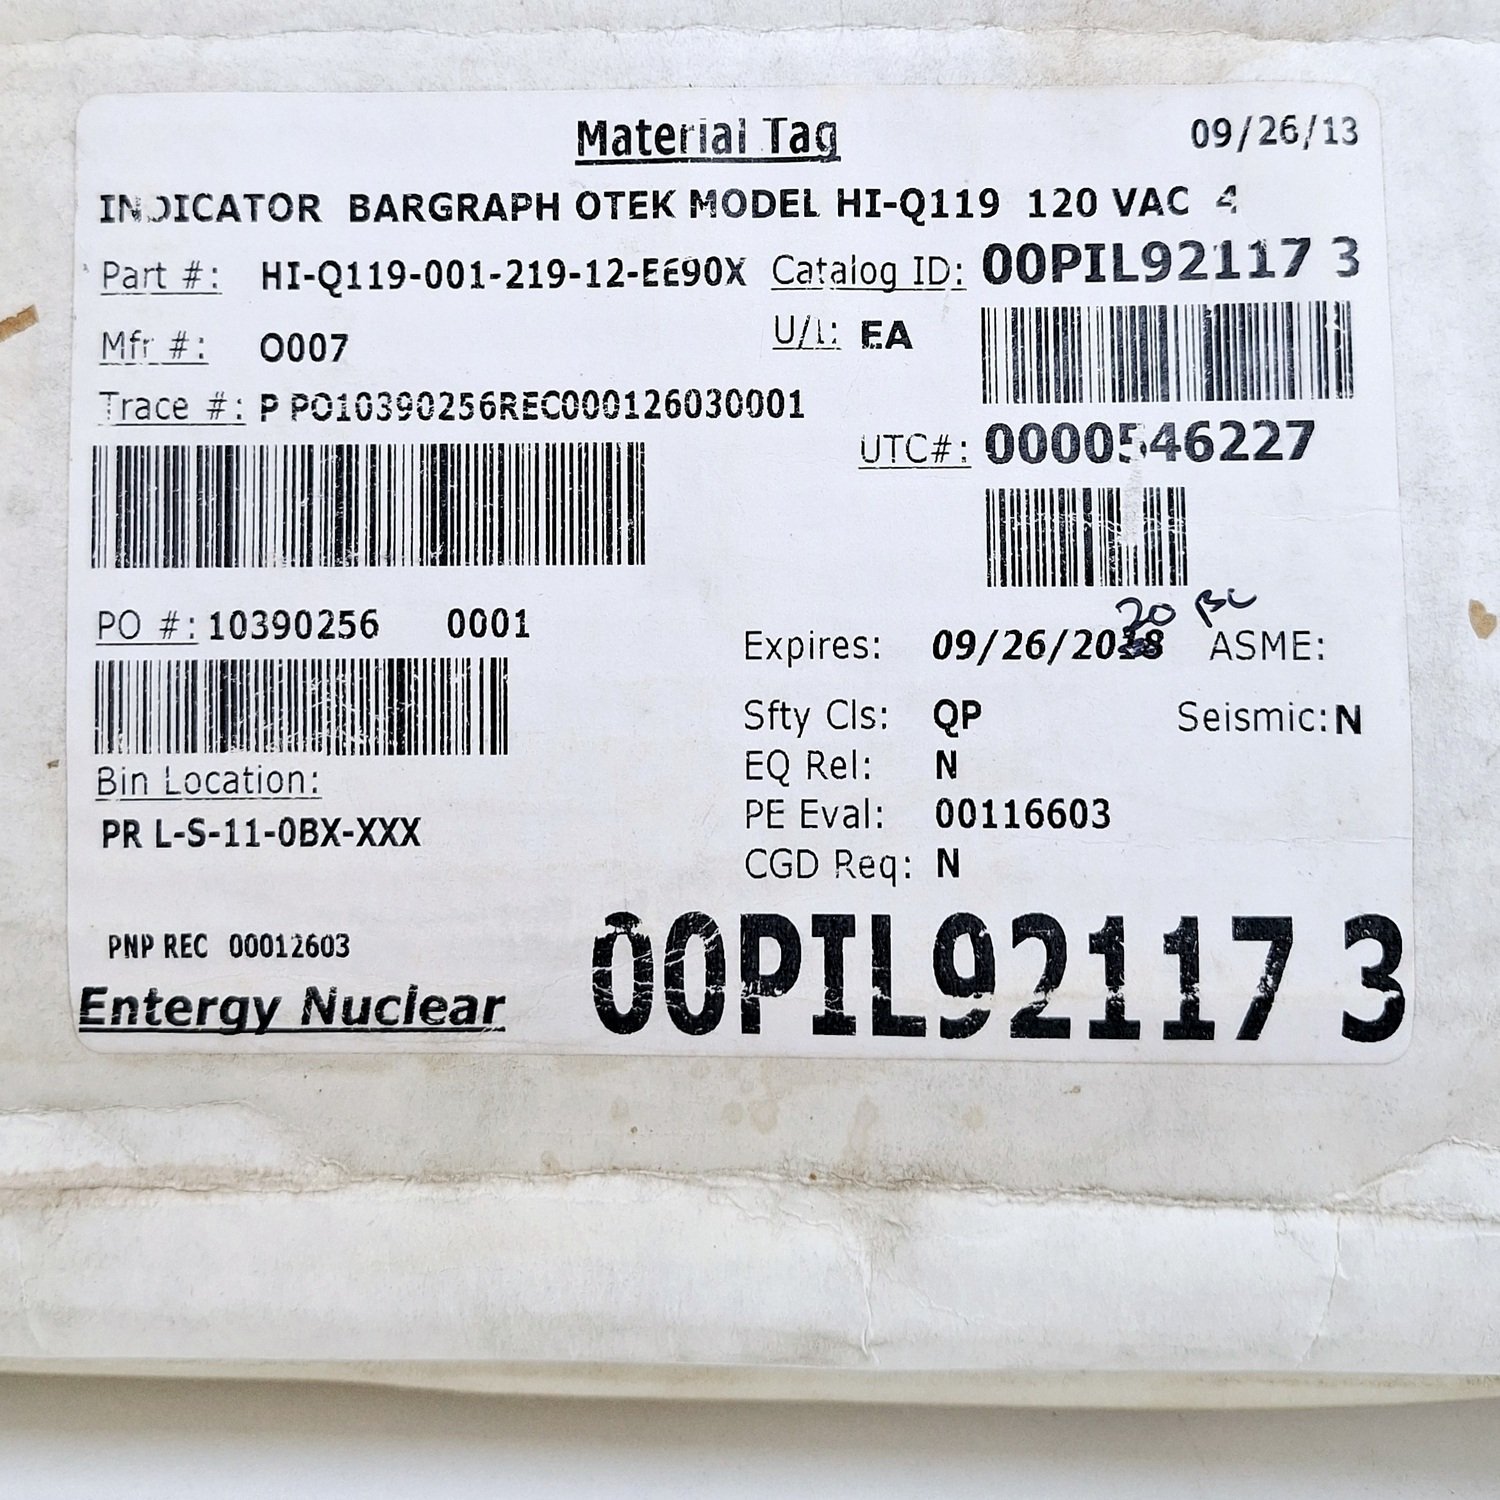 Material Tag 09/26/13
INDICATOR BARGRAPH OTEK MODEL HI-Q119 120 VAC 4
Part #: HI-Q119-001-219-12-EE90X Catalog ID: 00PIL92117 3
Mfr #: O007 U/I: EA
Trace #: P PO10390256REC000126030001
UTC#: 0000546227
PO #: 10390256 0001
20 BC
Expires: 09/26/2018 ASME:
Sfty Cls: QP Seismic: N
EQ Rel: N
Bin Location:
PE Eval: 00116603
PR L-S-11-0BX-XXX
CGD Req: N
PNP REC 00012603
Entergy Nuclear 00PIL92117 3